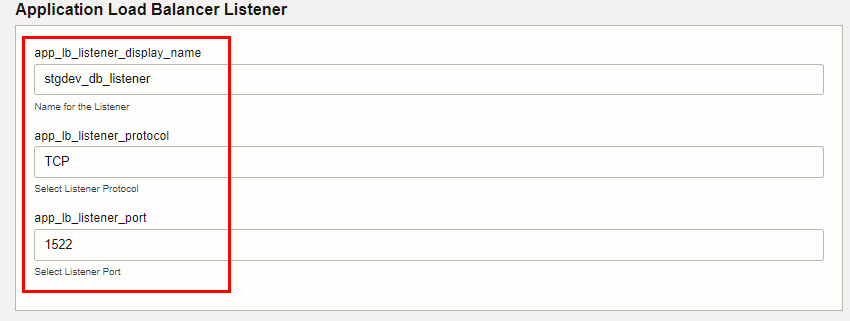 Application Load Balancer Listener
app_lb_listener_display_name
stgdev_db_listener
Name for the Listener
app_lb_listener_protocol
TCP
Select Listener Protocol
app_lb_listener_port
1522
Select Listener Port